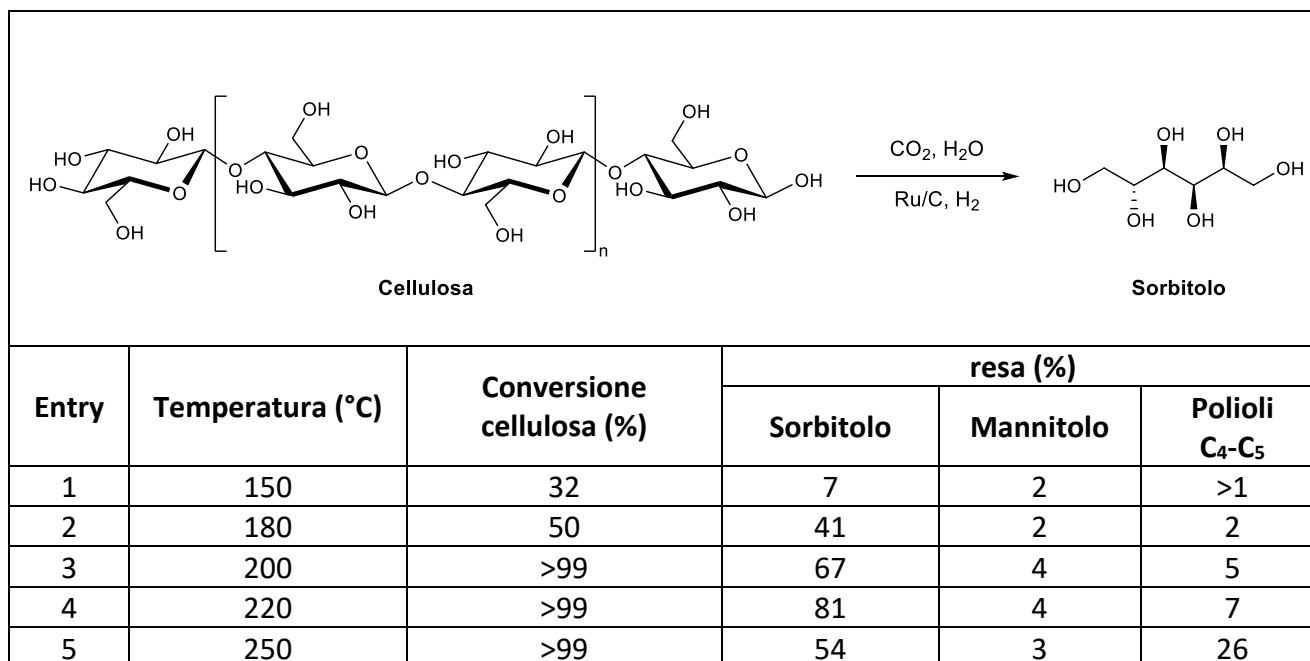 OH
OH
OH
OH
HO
HO
O
O
HO
O
O
HO
HO
O
O
OH
HO
OH
OH
HO
OH
O
OH
OH
n
CO₂, H₂O
Ru/C, H₂
OH OH
HO
OH
OH OH
Cellulosa
Sorbitolo
Entry
Temperatura (°C)
Conversione
cellulosa (%)
resa (%)
Sorbitolo
Mannitolo
Polioli
C₄-C₅
1 150 32 7 2 >1
2 180 50 41 2 2
3 200 >99 67 4 5
4 220 >99 81 4 7
5 250 >99 54 3 26